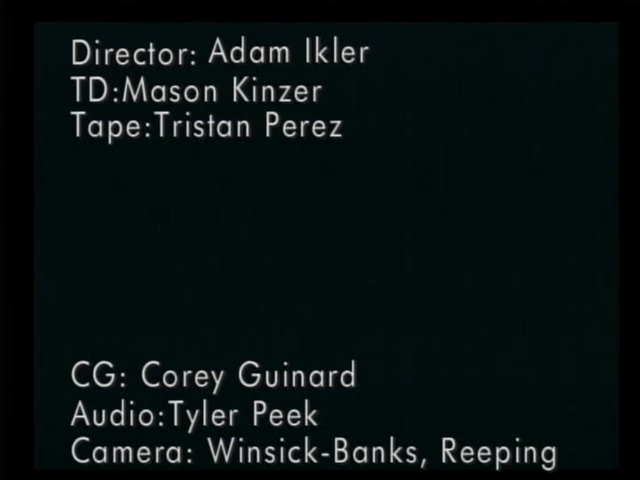 Director: Adam Ikler
TD:Mason Kinzer
Tape:Tristan Perez
CG: Corey Guinard
Audio:Tyler Peek
Camera: Winsick-Banks, Reeping